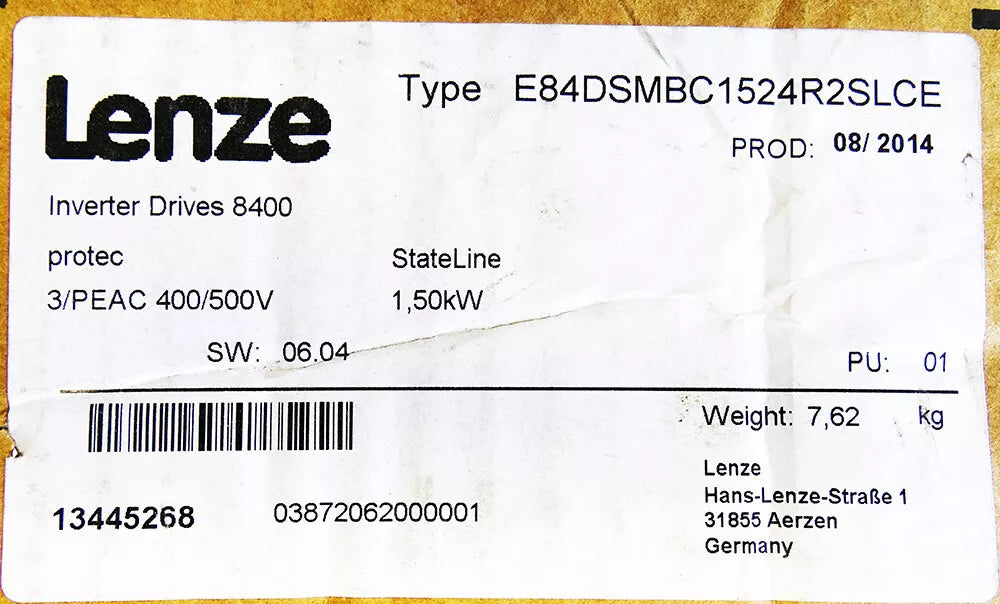 Lenze
Type E84DSMBC1524R2SLCE
PROD: 08/ 2014
Inverter Drives 8400
protec StateLine
3/PEAC 400/500V 1,50kW
SW: 06.04
PU: 01
Weight: 7,62 kg
Lenze
Hans-Lenze-Straße 1
31855 Aerzen
Germany
13445268 03872062000001